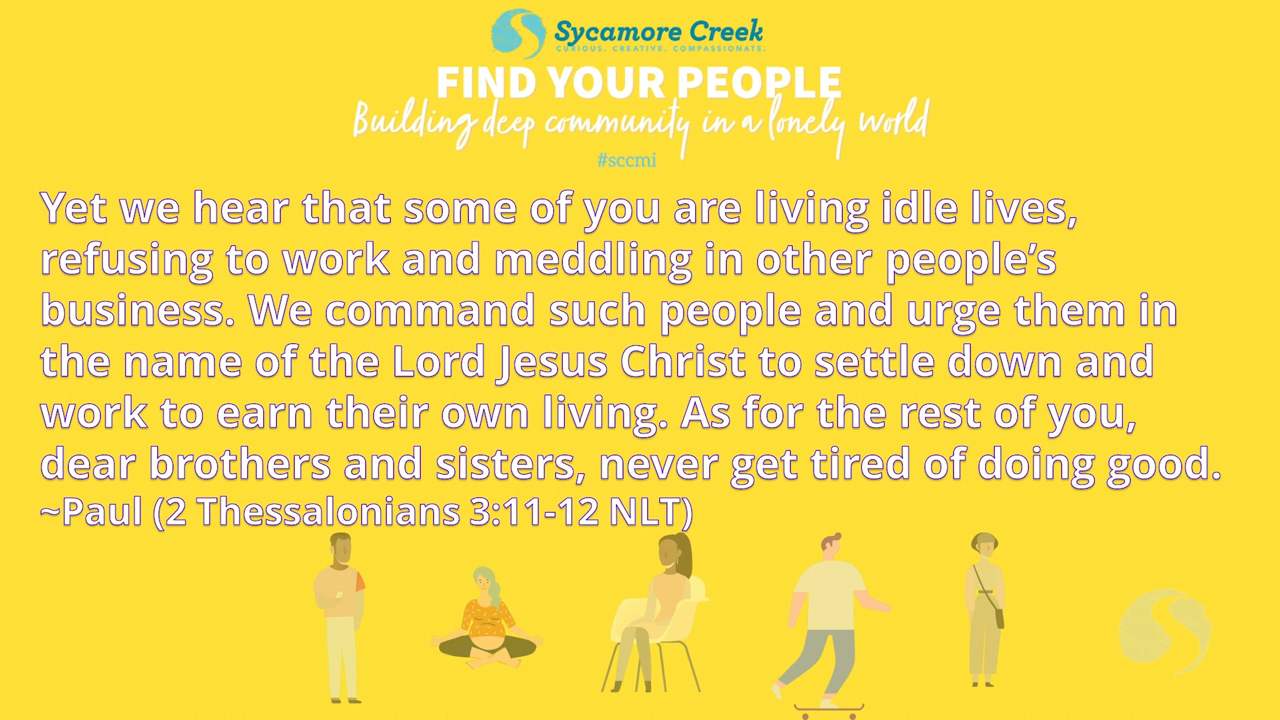 Sycamore Creek
CURIOUS. CREATIVE. COMPASSIONATE.
FIND YOUR PEOPLE
Building deep community in a lonely world
#sccmi
Yet we hear that some of you are living idle lives,
refusing to work and meddling in other people’s
business. We command such people and urge them in
the name of the Lord Jesus Christ to settle down and
work to earn their own living. As for the rest of you,
dear brothers and sisters, never get tired of doing good.
~Paul (2 Thessalonians 3:11-12 NLT)